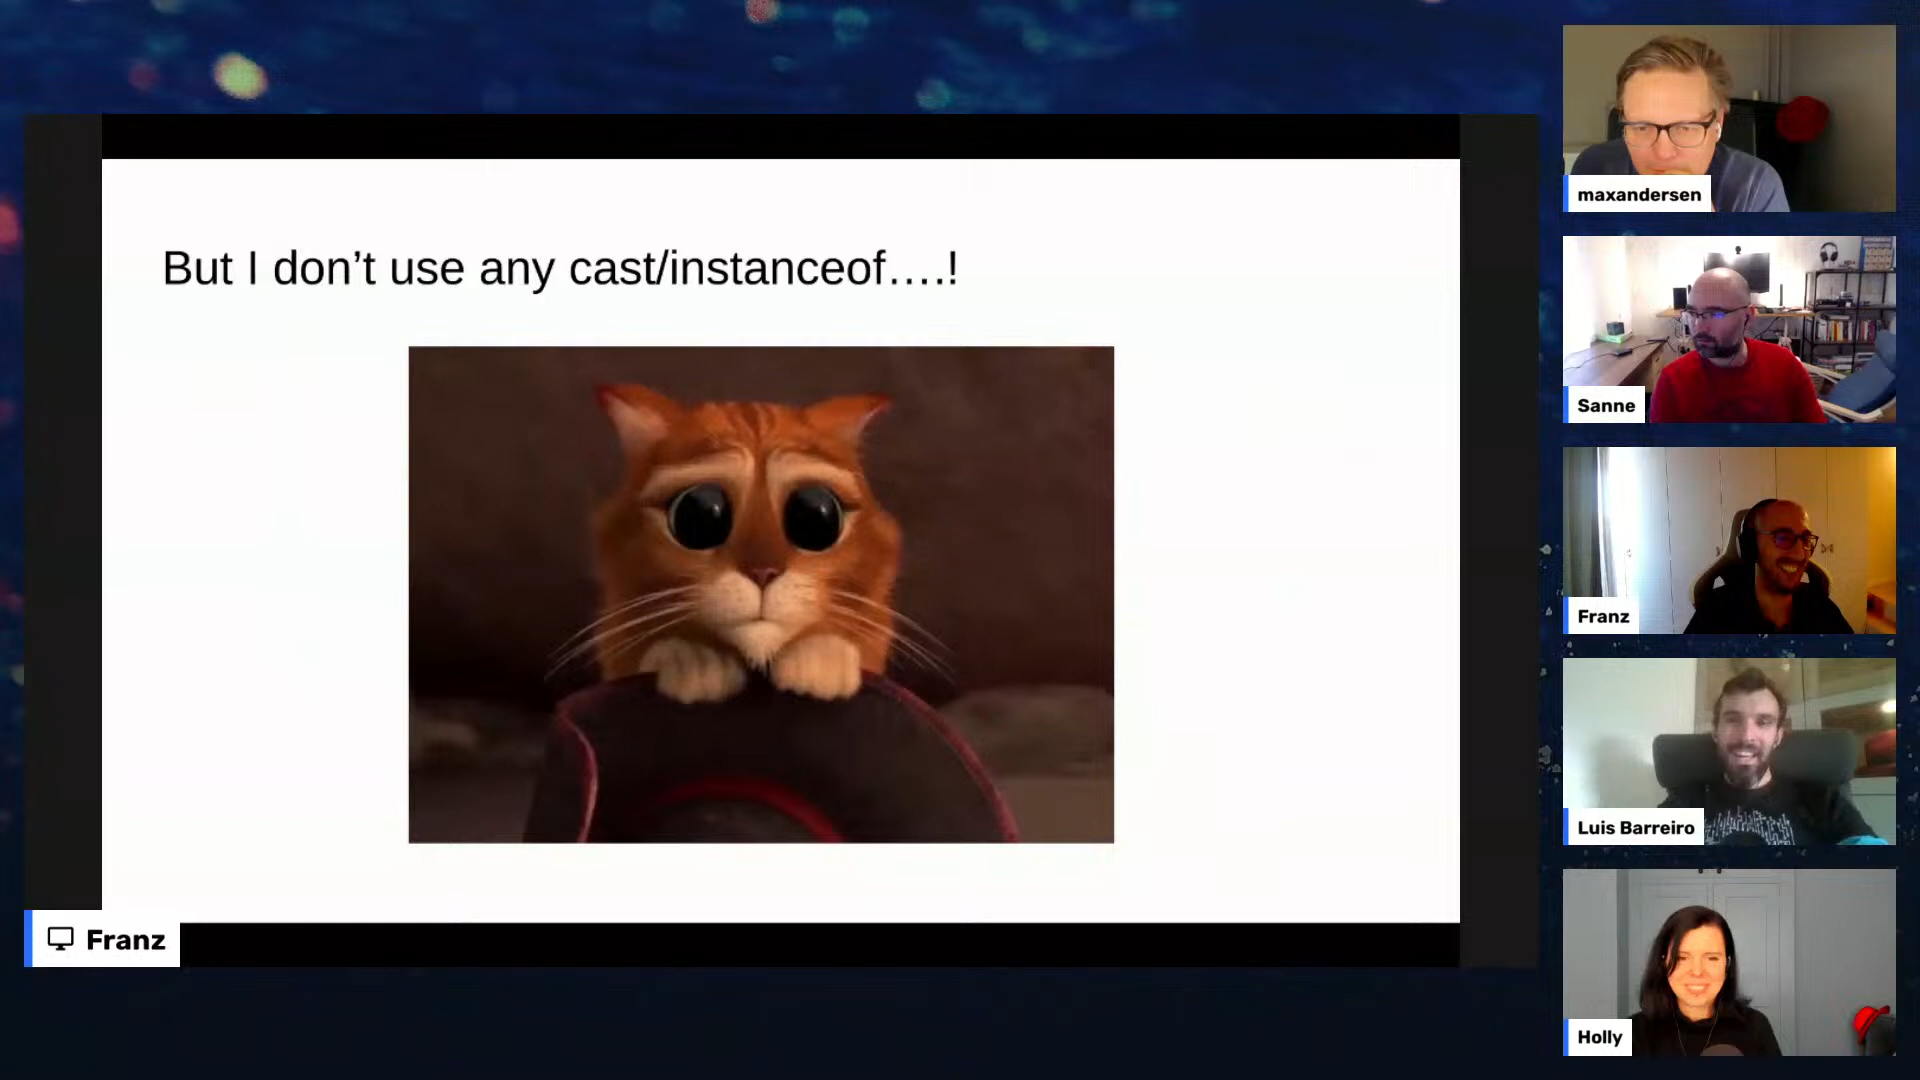 But I don’t use any cast/instanceof….!
Franz
maxandersen
Sanne
Franz
Luis Barreiro
Holly